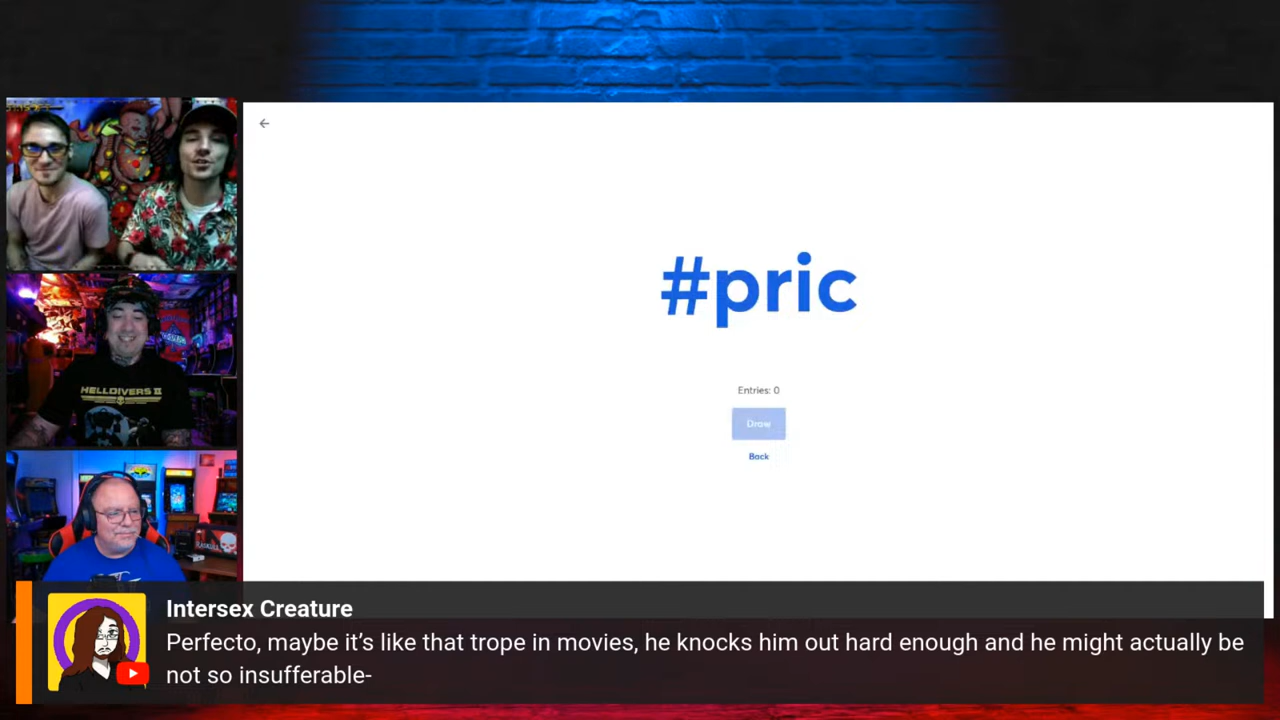 ←
#pric
Entries: 0
Draw
Back
HELLDIVERS II
Intersex Creature
Perfecto, maybe it’s like that trope in movies, he knocks him out hard enough and he might actually be
not so insufferable-